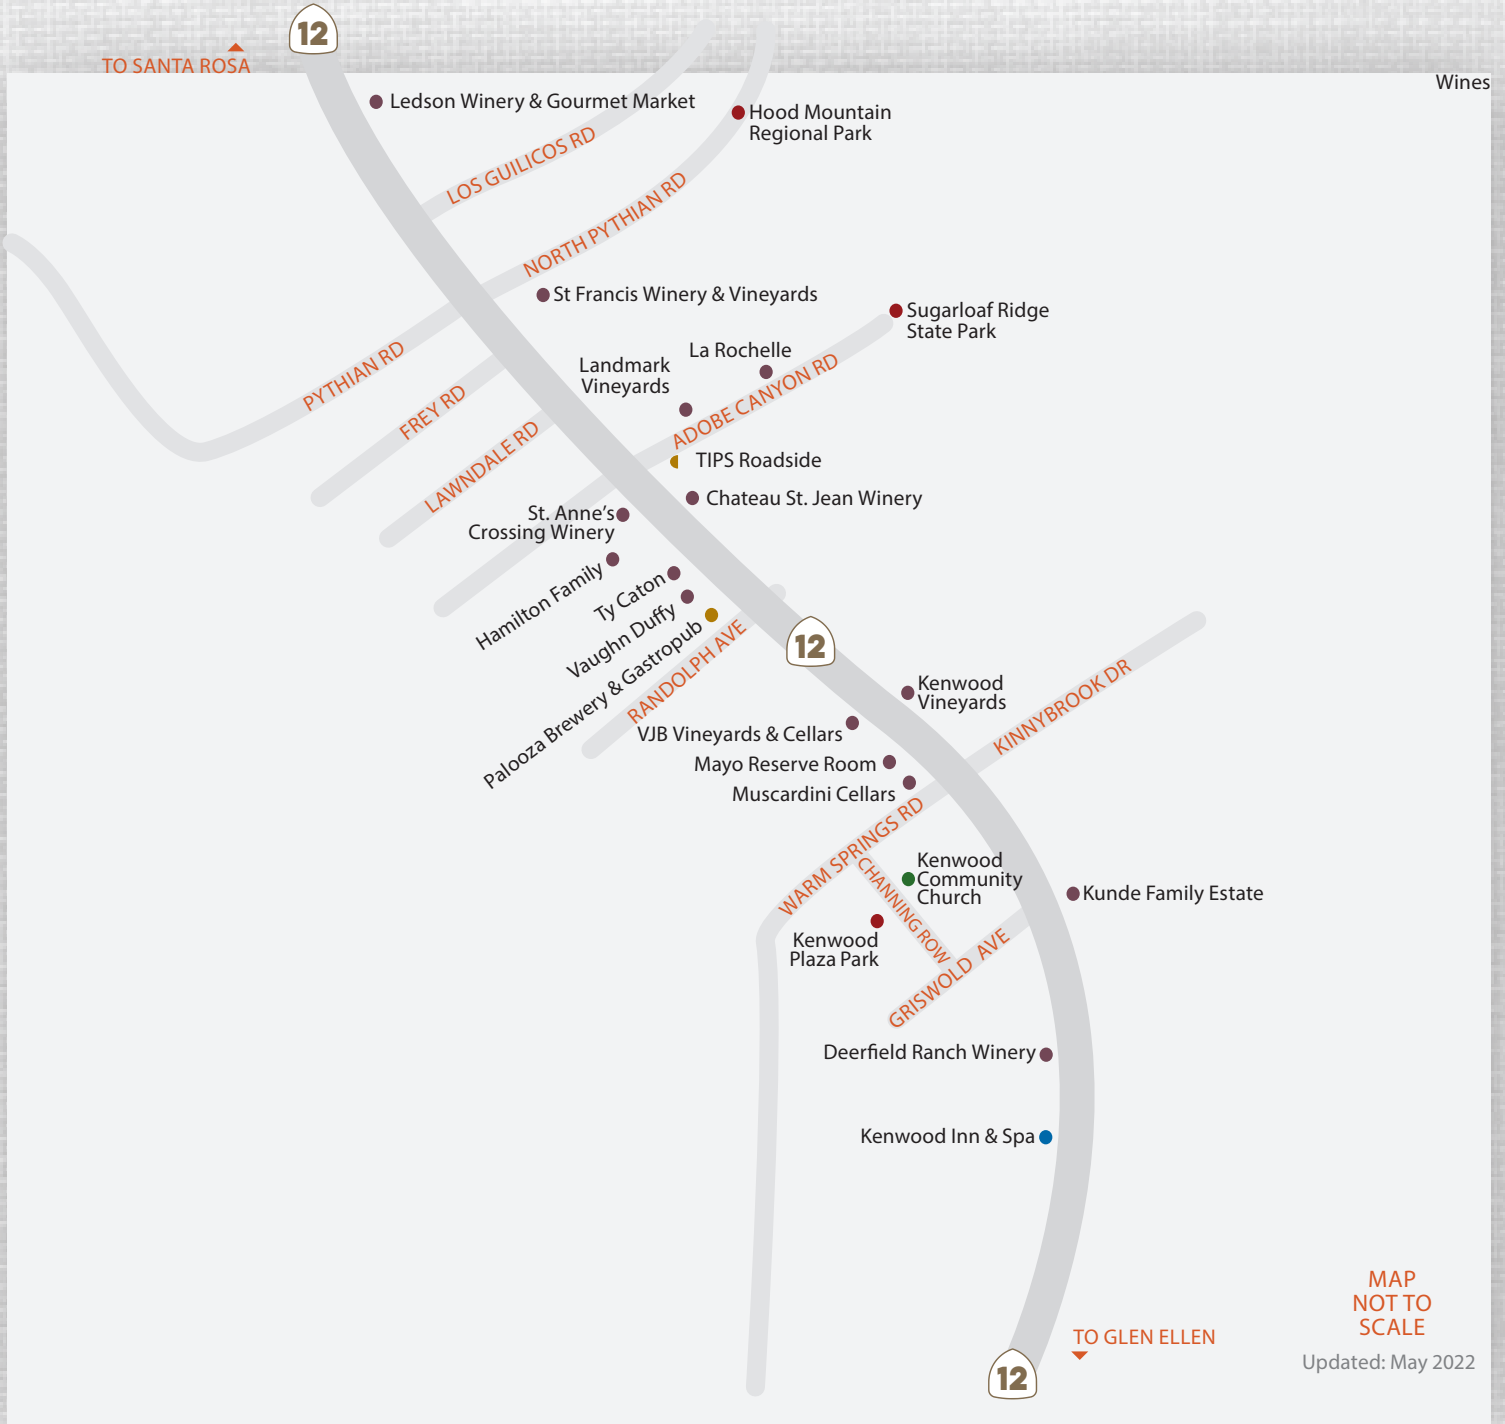 12
TO SANTA ROSA
Wines
Ledson Winery & Gourmet Market
Hood Mountain
Regional Park
LOS GUILICOS RD
NORTH PYTHIAN RD
St Francis Winery & Vineyards
Sugarloaf Ridge
State Park
La Rochelle
Landmark
Vineyards
PYTHIAN RD
ADOBE CANYON RD
FREY RD
LAWNDALE RD
TIPS Roadside
Chateau St. Jean Winery
St. Anne’s
Crossing Winery
Hamilton Family
Ty Caton
Vaughn Duffy
Palooza Brewery & Gastropub
RANDOLPH AVE
12
Kenwood
Vineyards
KINNYBROOK DR
VJB Vineyards & Cellars
Mayo Reserve Room
Muscardini Cellars
WARM SPRINGS RD
CHANNING ROW
Kenwood
Community
Church
Kunde Family Estate
Kenwood
Plaza Park
GRISWOLD AVE
Deerfield Ranch Winery
Kenwood Inn & Spa
MAP
NOT TO
SCALE
TO GLEN ELLEN
Updated: May 2022
12